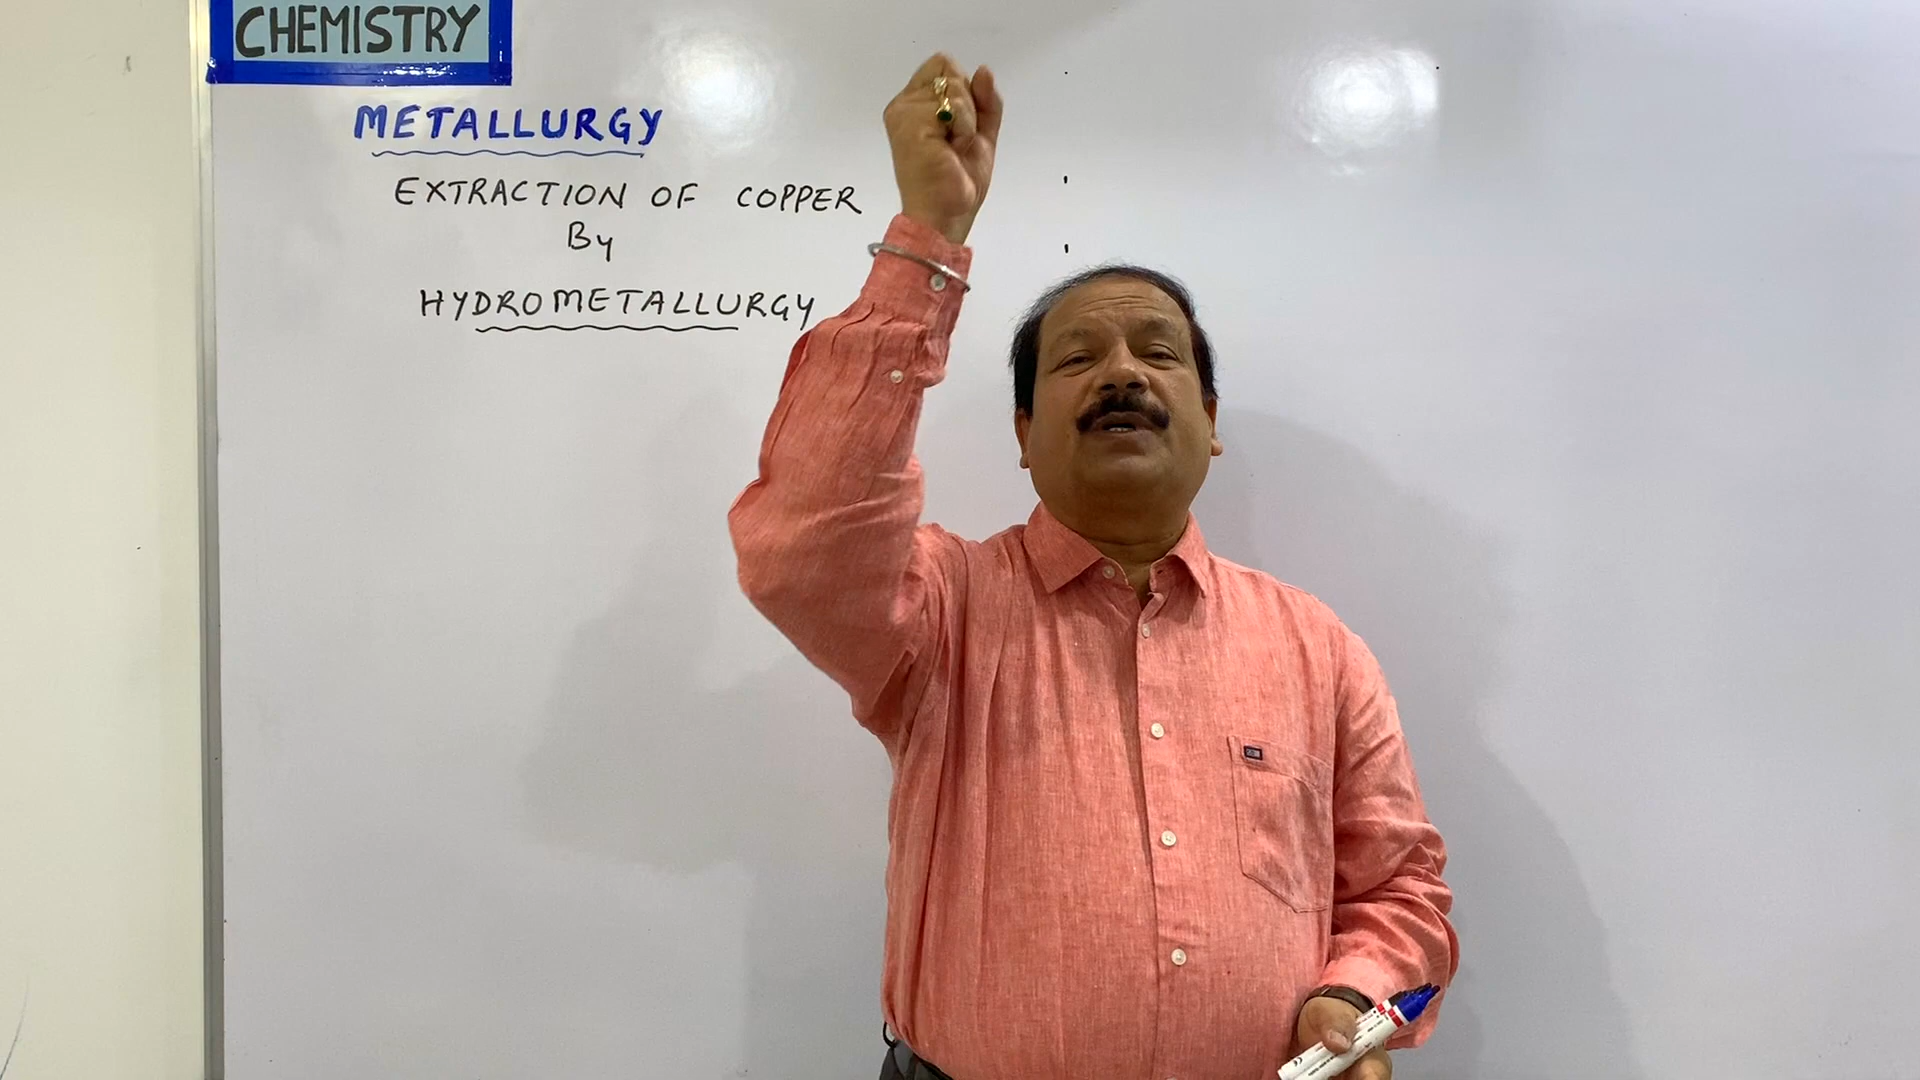 CHEMISTRY
METALLURGY
EXTRACTION OF COPPER
By
HYDROMETALLURGY